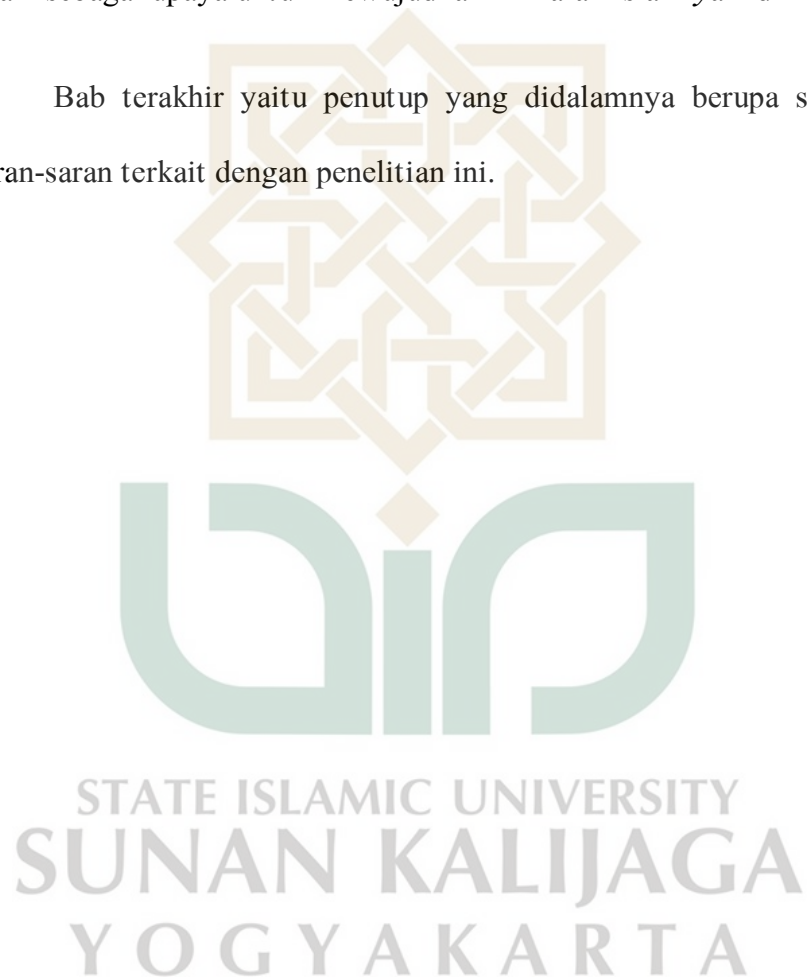 Bab terakhir yaitu penutup yang didalamnya berupa s
ran-saran terkait dengan penelitian ini.
STATE ISLAMIC UNIVERSITY
SUNAN KALIJAGA
YOGYAKARTA